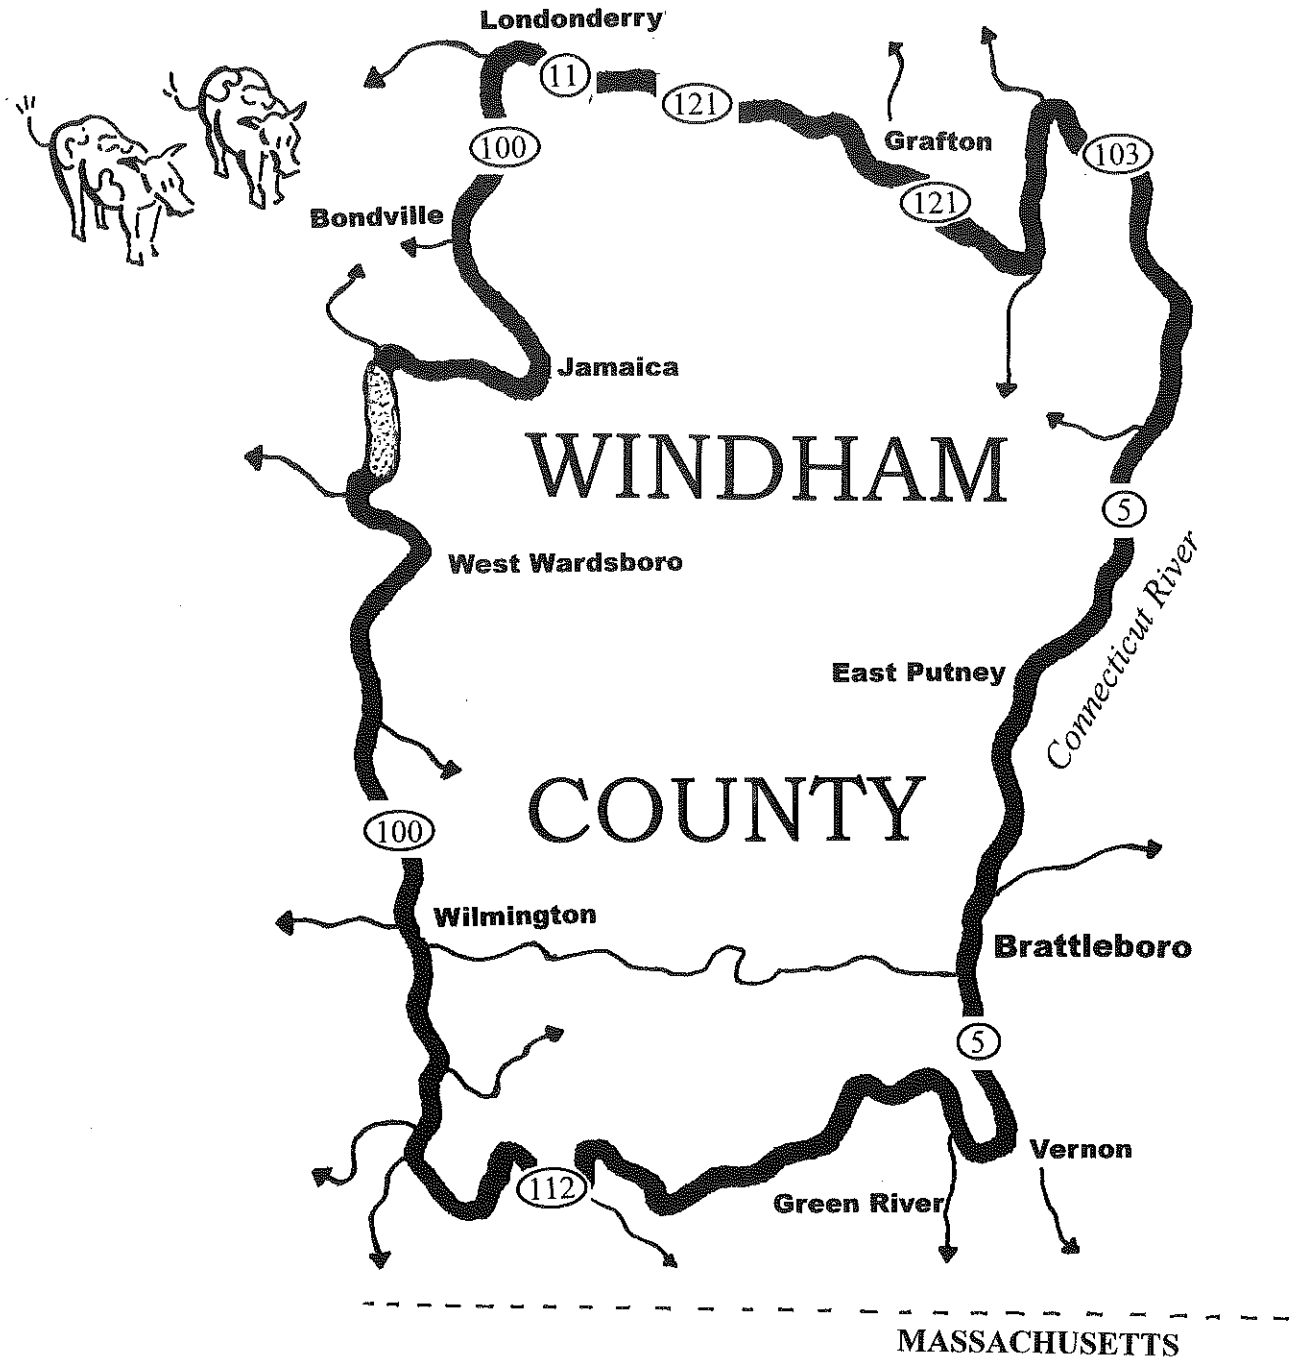 Londonderry
11
121
Grafton
100
103
121
Bondville
Jamaica
WINDHAM
5
West Wardsboro
Connecticut River
East Putney
COUNTY
100
Wilmington
Brattleboro
5
Vernon
112
Green River
MASSACHUSETTS